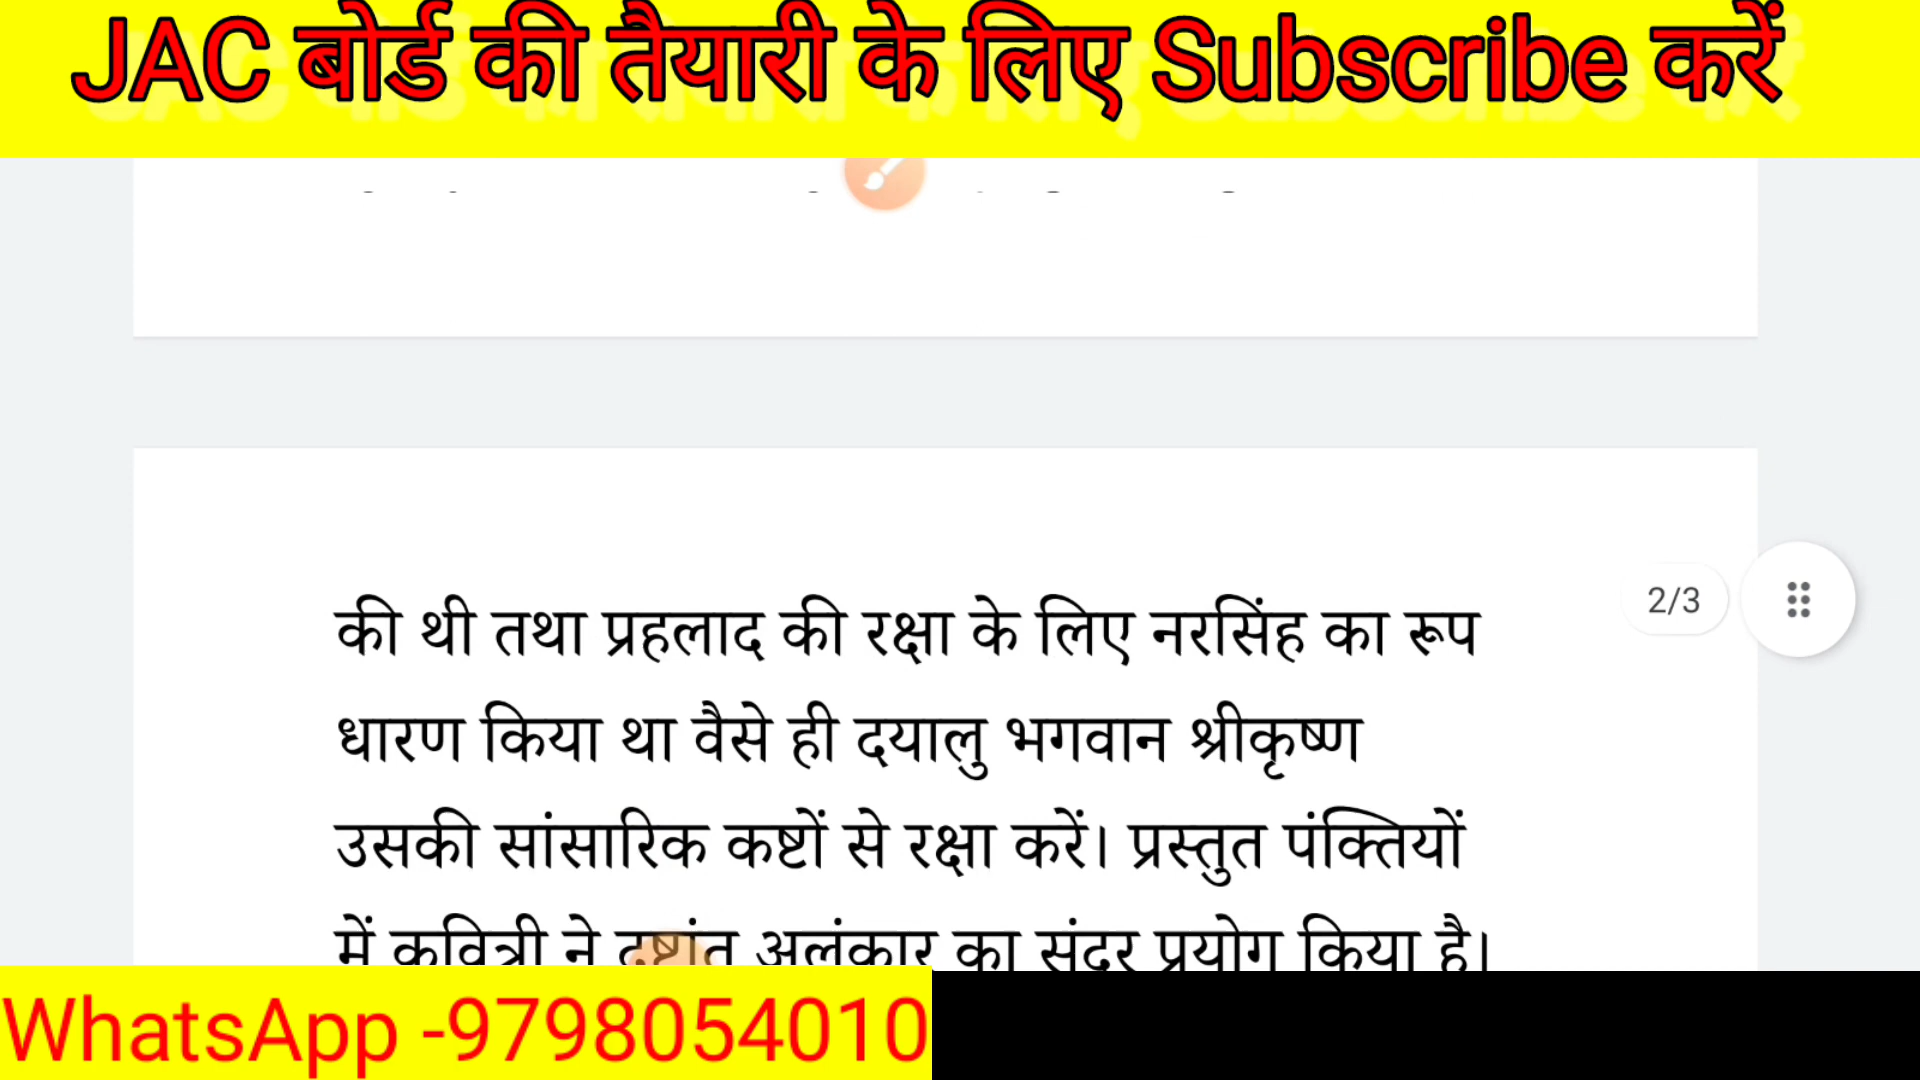 JAC बोर्ड की तैयारी के लिए Subscribe करें
2/3
की थी तथा प्रहलाद की रक्षा के लिए नरसिंह का रूप
धारण किया था वैसे ही दयालु भगवान श्रीकृष्ण
उसकी सांसारिक कष्टों से रक्षा करें। प्रस्तुत पंक्तियों
में कवित्री ने दृष्टांत अलंकार का सुंदर प्रयोग किया है।
WhatsApp -9798054010